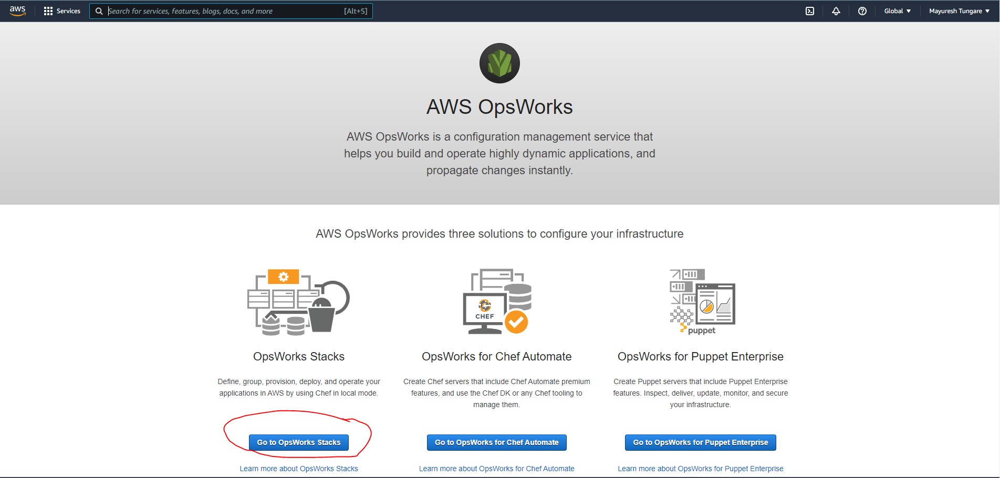 aws
Services
Search for services, features, blogs, docs, and more
[Alt+S]
Global ▼
Mayuresh Tungare ▼
AWS OpsWorks
AWS OpsWorks is a configuration management service that
helps you build and operate highly dynamic applications, and
propagate changes instantly.
AWS OpsWorks provides three solutions to configure your infrastructure
CHEF
puppet
OpsWorks Stacks
Define, group, provision, deploy, and operate your
applications in AWS by using Chef in local mode.
Go to OpsWorks Stacks
Learn more about OpsWorks Stacks
OpsWorks for Chef Automate
Create Chef servers that include Chef Automate premium
features, and use the Chef DK or any Chef tooling to
manage them.
Go to OpsWorks for Chef Automate
Learn more about OpsWorks for Chef Automate
OpsWorks for Puppet Enterprise
Create Puppet servers that include Puppet Enterprise
features. Inspect, deliver, update, monitor, and secure
your infrastructure.
Go to OpsWorks for Puppet Enterprise
Learn more about OpsWorks for Puppet Enterprise